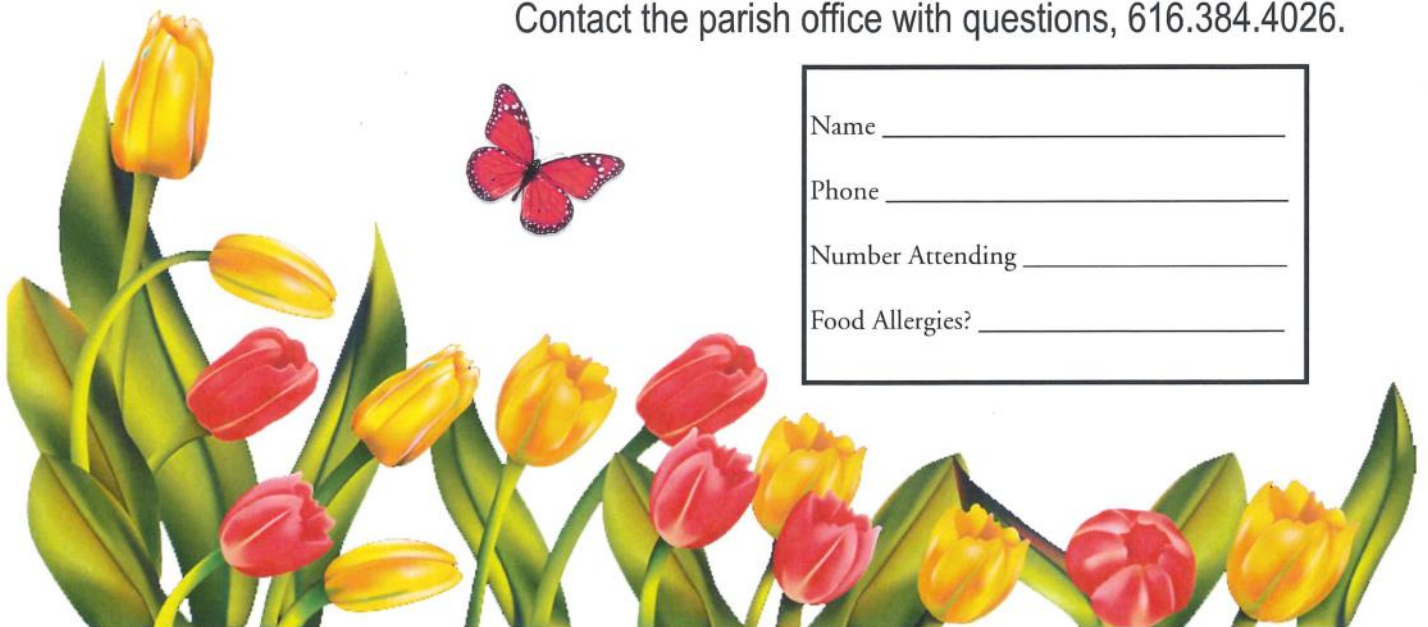 Contact the parish office with questions, 616.384.4026.
Name
Phone
Number Attending
Food Allergies?